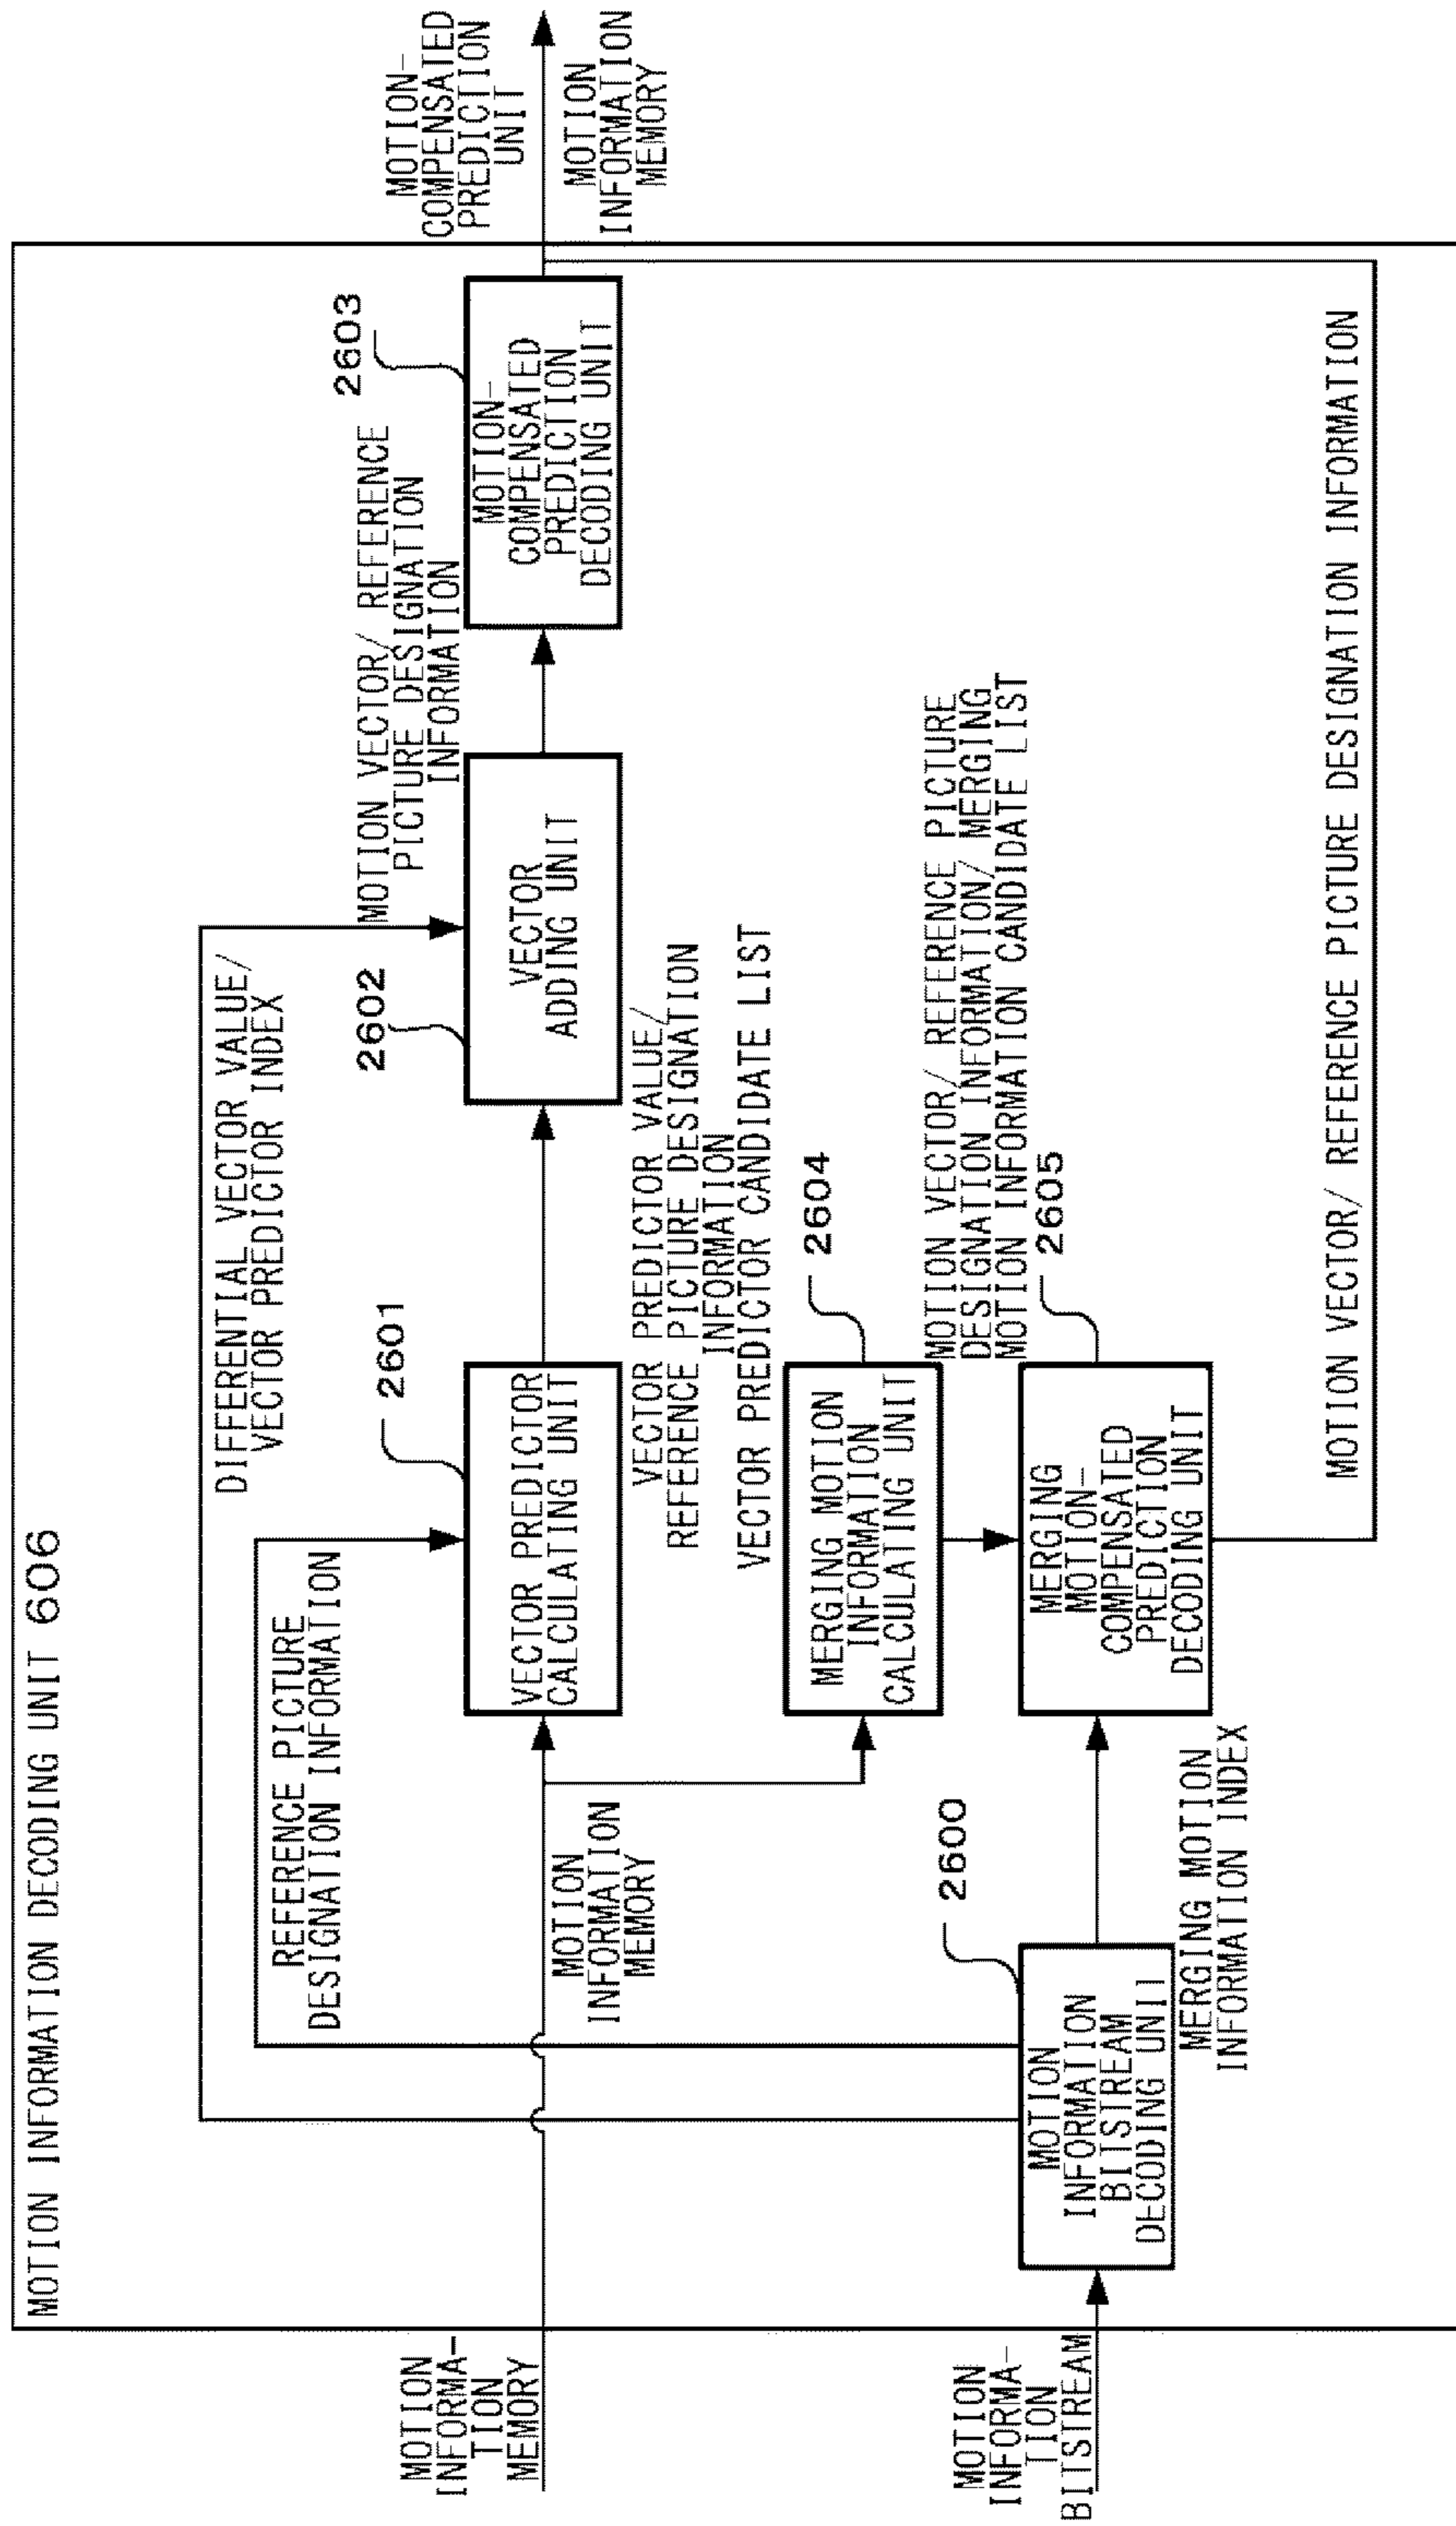 MOTION INFORMATION DECODING UNIT 606
DIFFERENTIAL VECTOR VALUE/
VECTOR PREDICTOR INDEX
REFERENCE PICTURE
DESIGNATION INFORMATION
MOTION
INFORMA-
TION
MEMORY
MOTION
INFORMATION
MEMORY
2601
VECTOR PREDICTOR
CALCULATING UNIT
VECTOR PREDICTOR VALUE/
REFERENCE PICTURE DESIGNATION
INFORMATION
VECTOR PREDICTOR CANDIDATE LIST
2602
VECTOR
ADDING UNIT
MOTION VECTOR/ REFERENCE
PICTURE DESIGNATION
INFORMATION
2603
MOTION-
COMPENSATED
PREDICTION
DECODING UNIT
MOTION-
COMPENSATED
PREDICTION
UNIT
MOTION
INFORMATION
MEMORY
2604
MERGING MOTION
INFORMATION
CALCULATING UNIT
MOTION VECTOR/ REFERENCE PICTURE
DESIGNATION INFORMATION/ MERGING
MOTION INFORMATION CANDIDATE LIST
MOTION
INFORMA-
TION
BITSTREAM
2600
MOTION
INFORMATION
BITSTREAM
DECODING UNIT
MERGING MOTION
INFORMATION INDEX
2605
MERGING
MOTION-
COMPENSATED
PREDICTION
DECODING UNIT
MOTION VECTOR/ REFERENCE PICTURE DESIGNATION INFORMATION